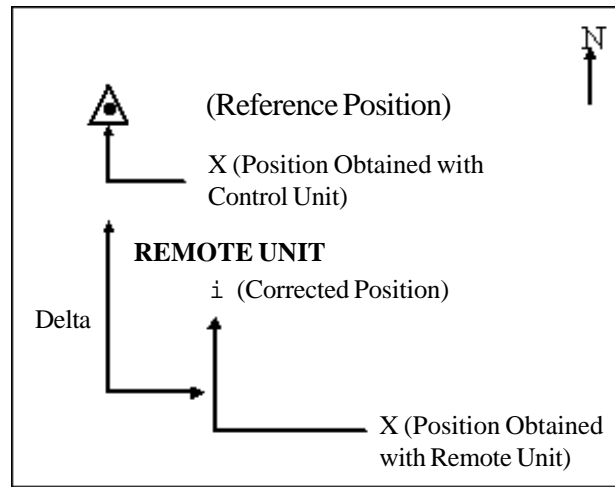 N
(Reference Position)
X (Position Obtained with
Control Unit)
REMOTE UNIT
i (Corrected Position)
Delta
X (Position Obtained
with Remote Unit)